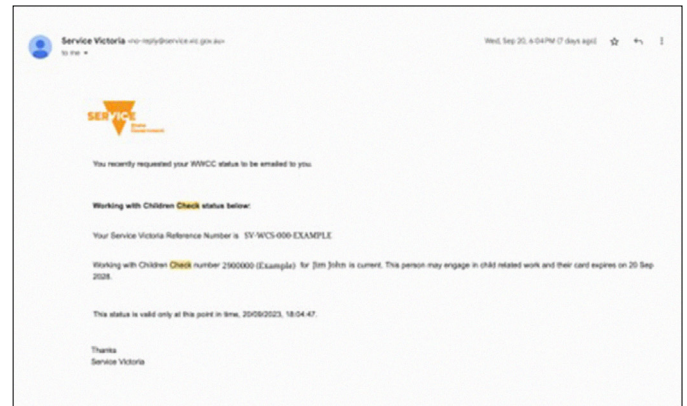 Service Victoria <no-reply@service.vic.gov.au>
Wed, Sep 20, 6:04 PM (7 days ago)
to me
SERVICE
State
Government
You recently requested your WWCC status to be emailed to you.
Working with Children Check status below:
Your Service Victoria Reference Number is SV-WCS-000-EXAMPLE
Working with Children Check number 2900000 (Example) for Jim John is current. This person may engage in child related work and their card expires on 20 Sep
2028.
This status is valid only at this point in time, 20/09/2023, 18:04:47.
Thanks
Service Victoria